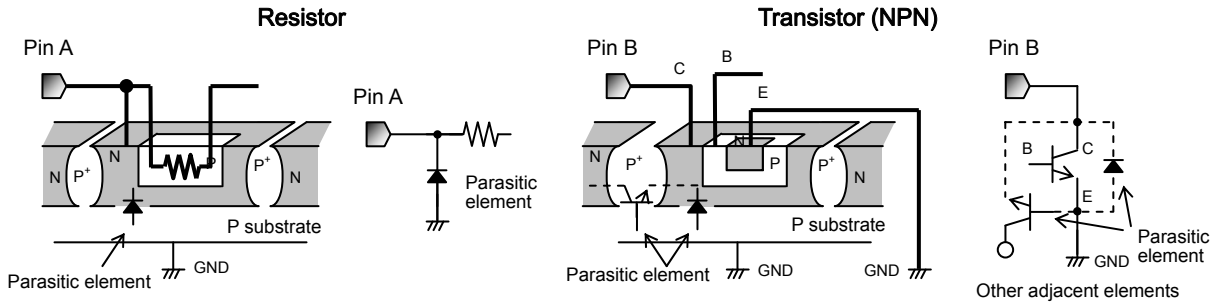 Resistor
Transistor (NPN)
Pin A
Pin B
Pin B
B
C
E
Pin A
N
P
N
P+
P+
N
Parasitic element
P substrate
GND
Parasitic
element
N
P+
N
N
P
P+
N
P substrate
Parasitic element
GND
GND
B
C
E
Parasitic
element
GND
Other adjacent elements